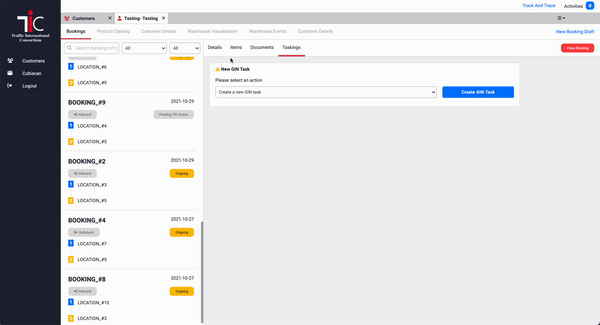 Track And Trace
Activities
TiC
Traffic International
Consortium
Customers
Cubiscan
Logout
Customers
Testing- Testing
Bookings
Product Catalog
Customer Details
Warehouse Visualisation
Warehouse Events
Customer Details
New Booking Draft
All
All
Details
Items
Documents
Taskings
Close Booking
LOCATION_#6
LOCATION_#9
BOOKING_#9
2021-10-29
Inbound
Pending TiC Action
LOCATION_#4
LOCATION_#5
BOOKING_#2
2021-10-29
Inbound
Ongoing
LOCATION_#3
LOCATION_#5
BOOKING_#4
2021-10-27
Outbound
Ongoing
LOCATION_#7
LOCATION_#5
BOOKING_#8
2021-10-27
Inbound
Ongoing
LOCATION_#10
LOCATION_#3
New GIN Task
Please select an action
Create a new GIN task
Create GIN Task